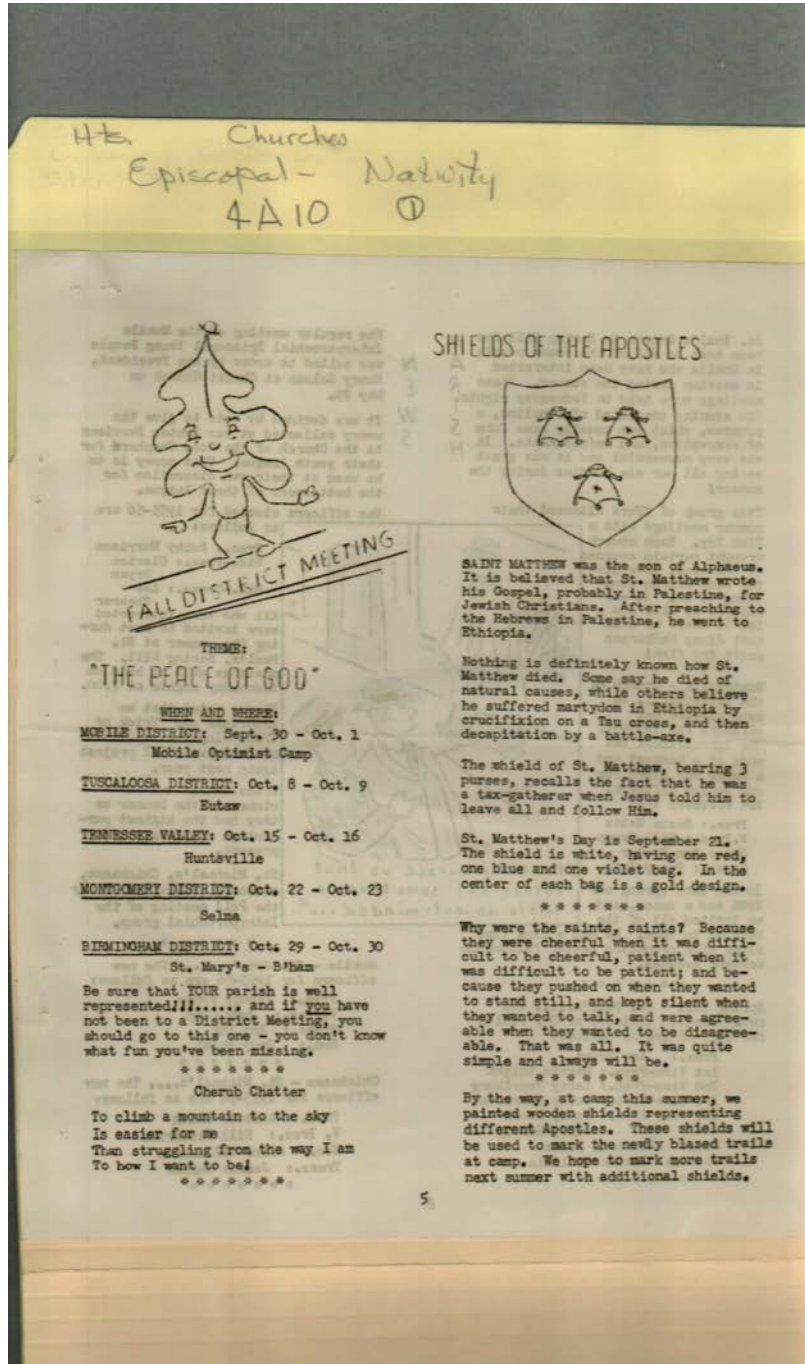 Hts. Churches
Episcopal - Nativity
4A10 ①
FALL DISTRICT MEETING
THEME:
"THE PEACE OF GOD"
WHEN AND WHERE:
MOBILE DISTRICT: Sept. 30 - Oct. 1
Mobile Optimist Camp
TUSCALOOSA DISTRICT: Oct. 8 - Oct. 9
Eutaw
TENNESSEE VALLEY: Oct. 15 - Oct. 16
Huntsville
MONTGOMERY DISTRICT: Oct. 22 - Oct. 23
Selma
BIRMINGHAM DISTRICT: Oct. 29 - Oct. 30
St. Mary's - B'ham
Be sure that YOUR parish is well
represented!!!...... and if you have
not been to a District Meeting, you
should go to this one - you don't know
what fun you've been missing.
* * * * * * *
Cherub Chatter
To climb a mountain to the sky
Is easier for me
Than struggling from the way I am
To how I want to be!
* * * * * * *
SHIELDS OF THE APOSTLES
SAINT MATTHEW was the son of Alphaeus.
It is believed that St. Matthew wrote
his Gospel, probably in Palestine, for
Jewish Christians. After preaching to
the Hebrews in Palestine, he went to
Ethiopia.
Nothing is definitely known how St.
Matthew died. Some say he died of
natural causes, while others believe
he suffered martydom in Ethiopia by
crucifixion on a Tau cross, and then
decapitation by a battle-axe.
The shield of St. Matthew, bearing 3
purses, recalls the fact that he was
a tax-gatherer when Jesus told him to
leave all and follow Him.
St. Matthew's Day is September 21.
The shield is white, having one red,
one blue and one violet bag. In the
center of each bag is a gold design.
* * * * * * *
Why were the saints, saints? Because
they were cheerful when it was diffi-
cult to be cheerful, patient when it
was difficult to be patient; and be-
cause they pushed on when they wanted
to stand still, and kept silent when
they wanted to talk, and were agree-
able when they wanted to be disagree-
able. That was all. It was quite
simple and always will be.
* * * * * * *
By the way, at camp this summer, we
painted wooden shields representing
different Apostles. These shields will
be used to mark the newly blazed trails
at camp. We hope to mark more trails
next summer with additional shields.
5